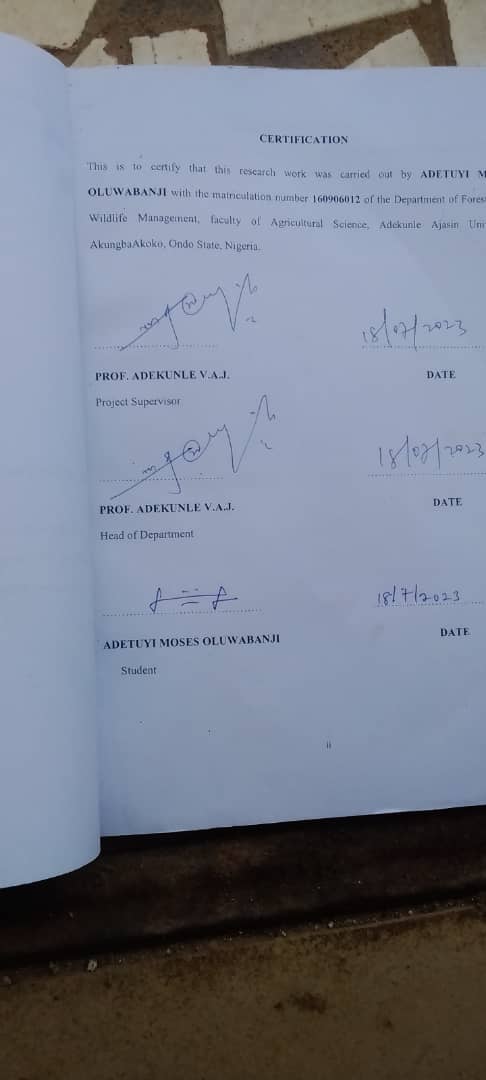 CERTIFICATION
This is to certify that this research work was carried out by ADETUYI M
OLUWABANJI with the matriculation number 160906012 of the Department of Fores
Wildlife Management, faculty of Agricultural Science, Adekunle Ajasin Uni
AkungbaAkoko, Ondo State, Nigeria.
18/07/2023
PROF. ADEKUNLE V.A.J. DATE
Project Supervisor
18/07/2023
PROF. ADEKUNLE V.A.J. DATE
Head of Department
18/7/2023
ADETUYI MOSES OLUWABANJI DATE
Student
ii